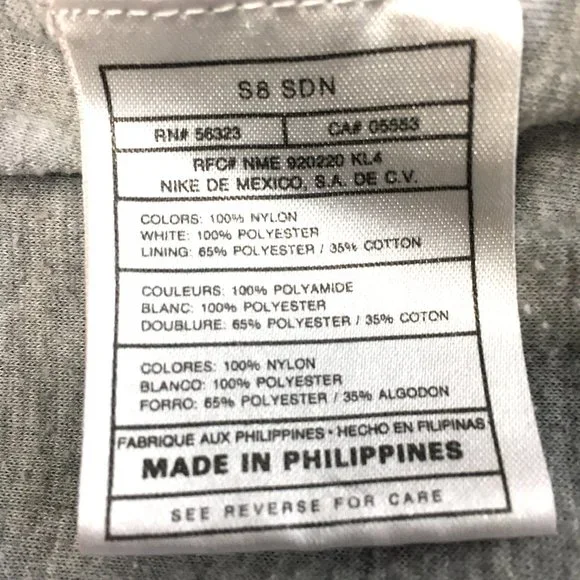 S8 SDN
RN# 56323 CA# 05553
RFC# NME 920220 KL4
NIKE DE MEXICO, S.A. DE C.V.
COLORS: 100% NYLON
WHITE: 100% POLYESTER
LINING: 65% POLYESTER / 35% COTTON
COULEURS: 100% POLYAMIDE
BLANC: 100% POLYESTER
DOUBLURE: 65% POLYESTER / 35% COTON
COLORES: 100% NYLON
BLANCO: 100% POLYESTER
FORRO: 65% POLYESTER / 35% ALGODON
FABRIQUE AUX PHILIPPINES • HECHO EN FILIPINAS
MADE IN PHILIPPINES
SEE REVERSE FOR CARE